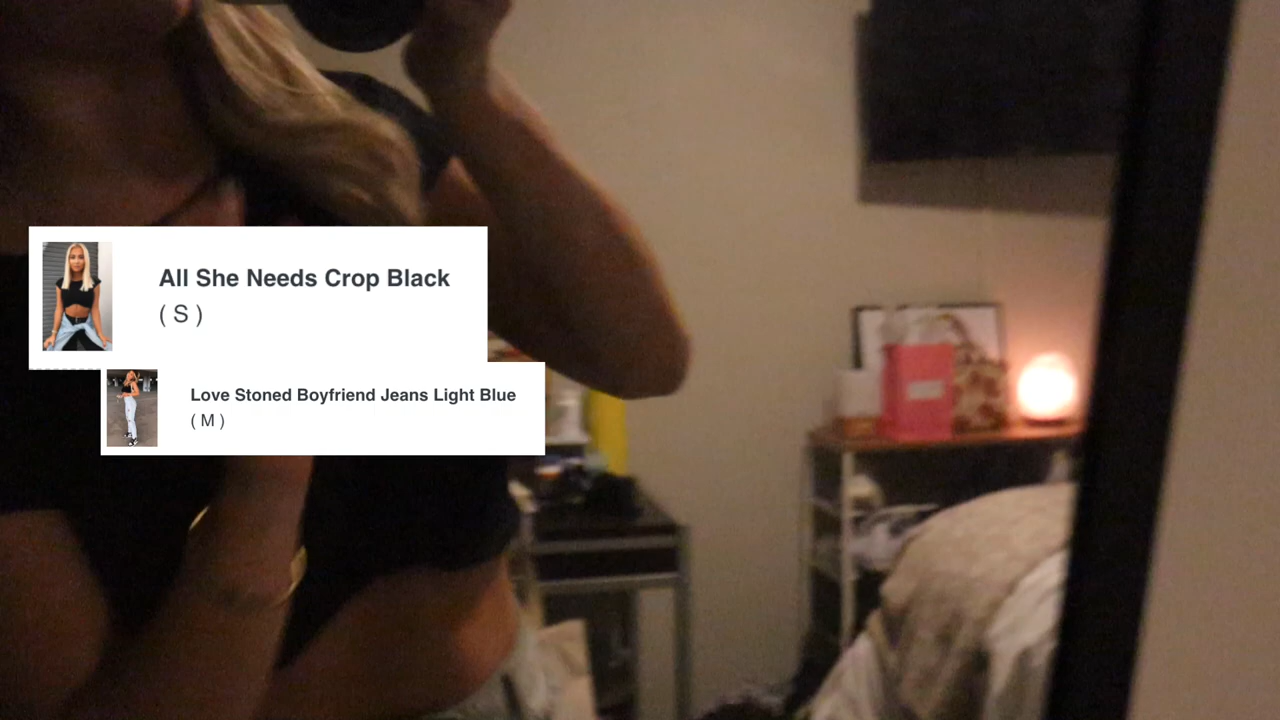 All She Needs Crop Black
( S )
Love Stoned Boyfriend Jeans Light Blue
( M )